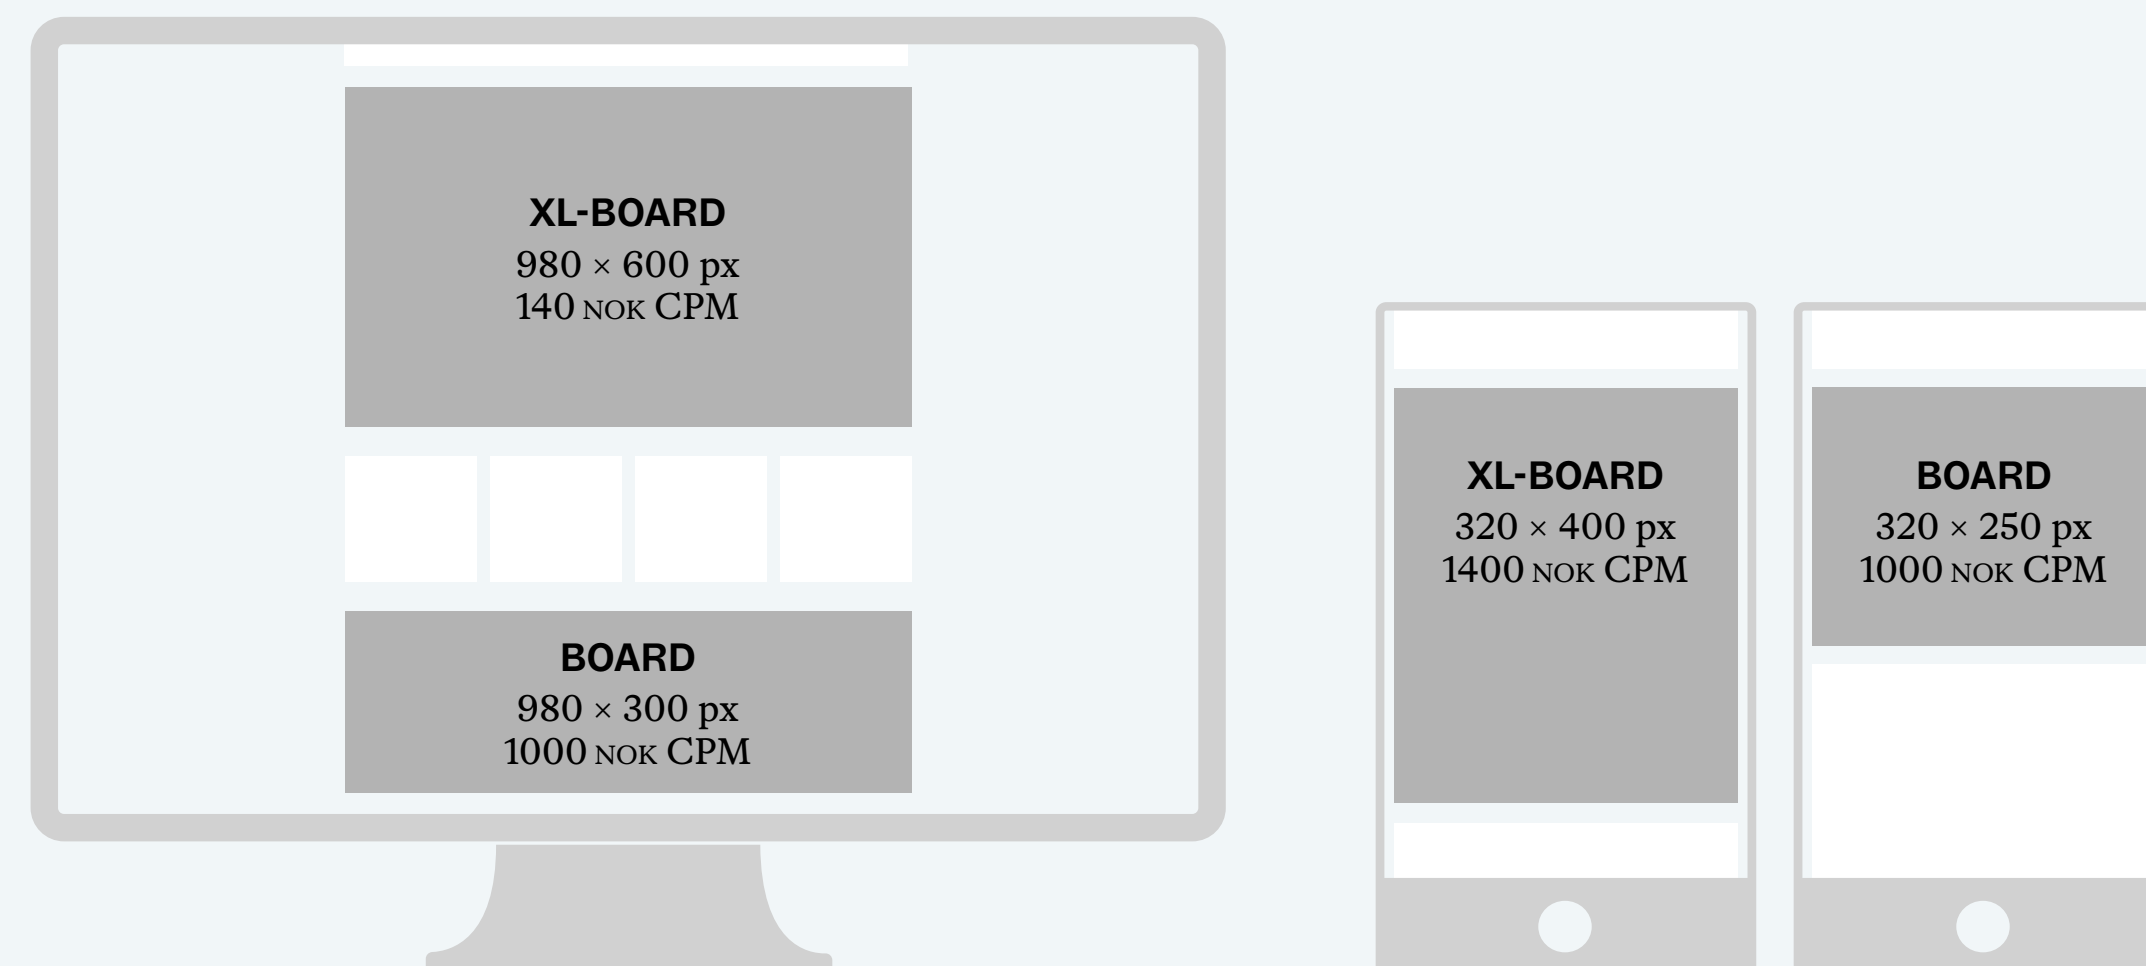 XL-BOARD
980 × 600 px
140 NOK CPM
BOARD
980 × 300 px
1000 NOK CPM
XL-BOARD
320 × 400 px
1400 NOK CPM
BOARD
320 × 250 px
1000 NOK CPM